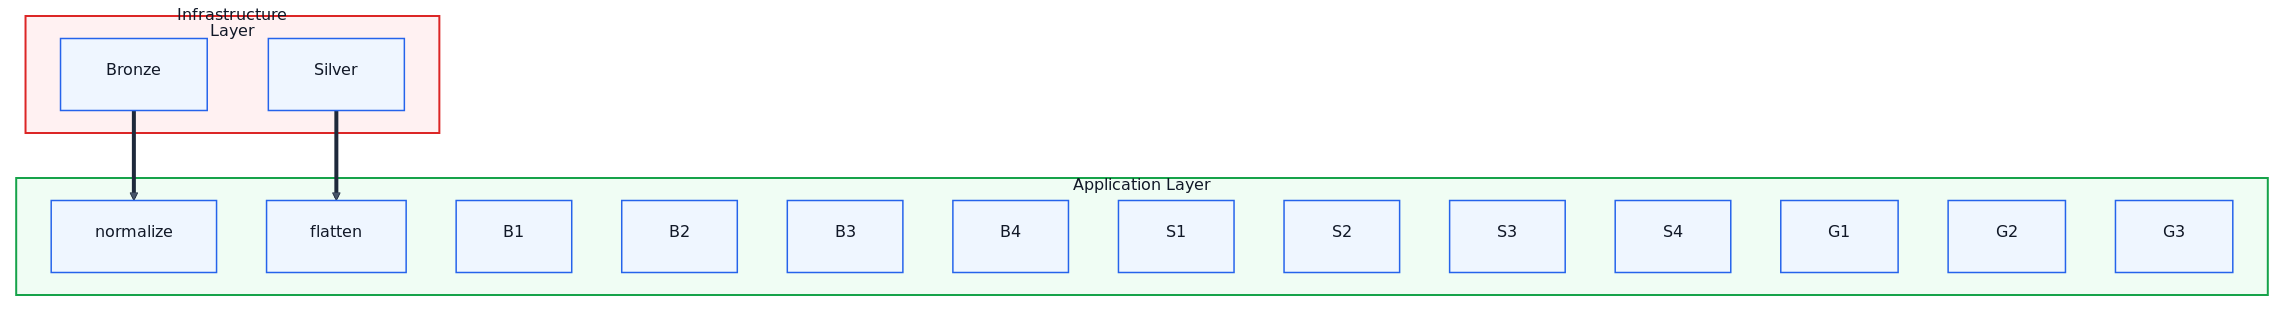 Infrastructure
Layer
Bronze
Silver
Application Layer
normalize
flatten
B1
B2
B3
B4
S1
S2
S3
S4
G1
G2
G3